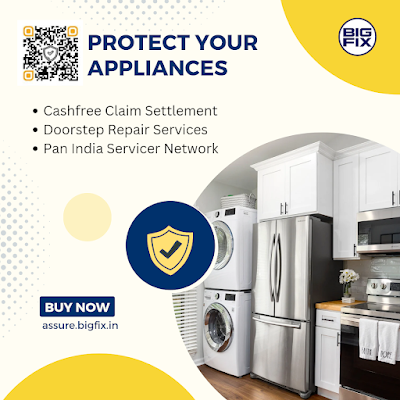 BIG
FIX
PROTECT YOUR
APPLIANCES
Cashfree Claim Settlement
Doorstep Repair Services
Pan India Servicer Network
BUY NOW
assure.bigfix.in